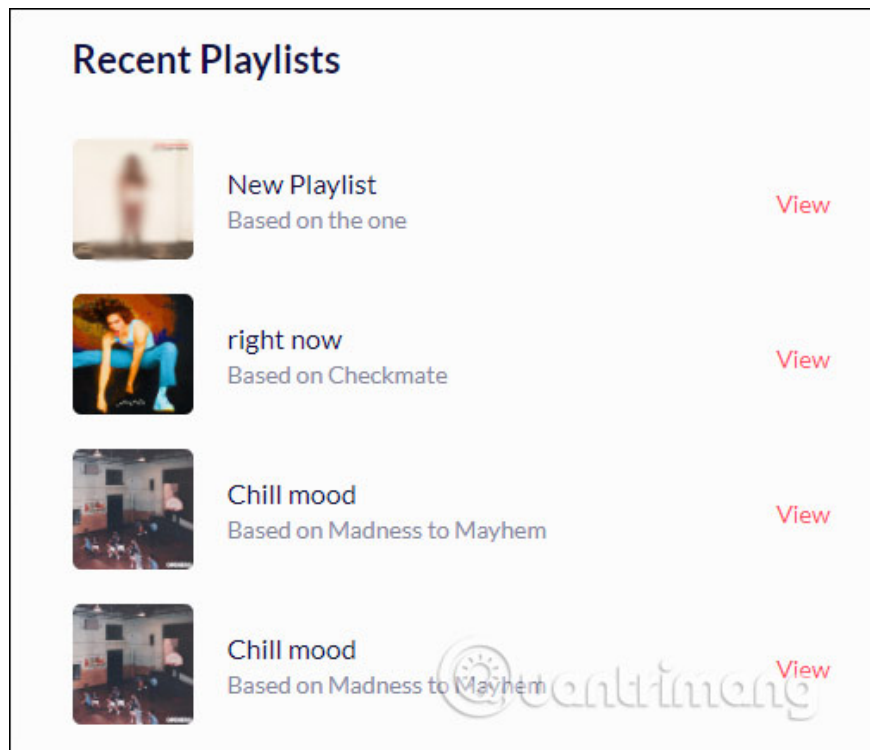 Recent Playlists
New Playlist
Based on the one
View
right now
Based on Checkmate
View
Chill mood
Based on Madness to Mayhem
View
Chill mood
Based on Madness to Mayhem
View
uantrimang